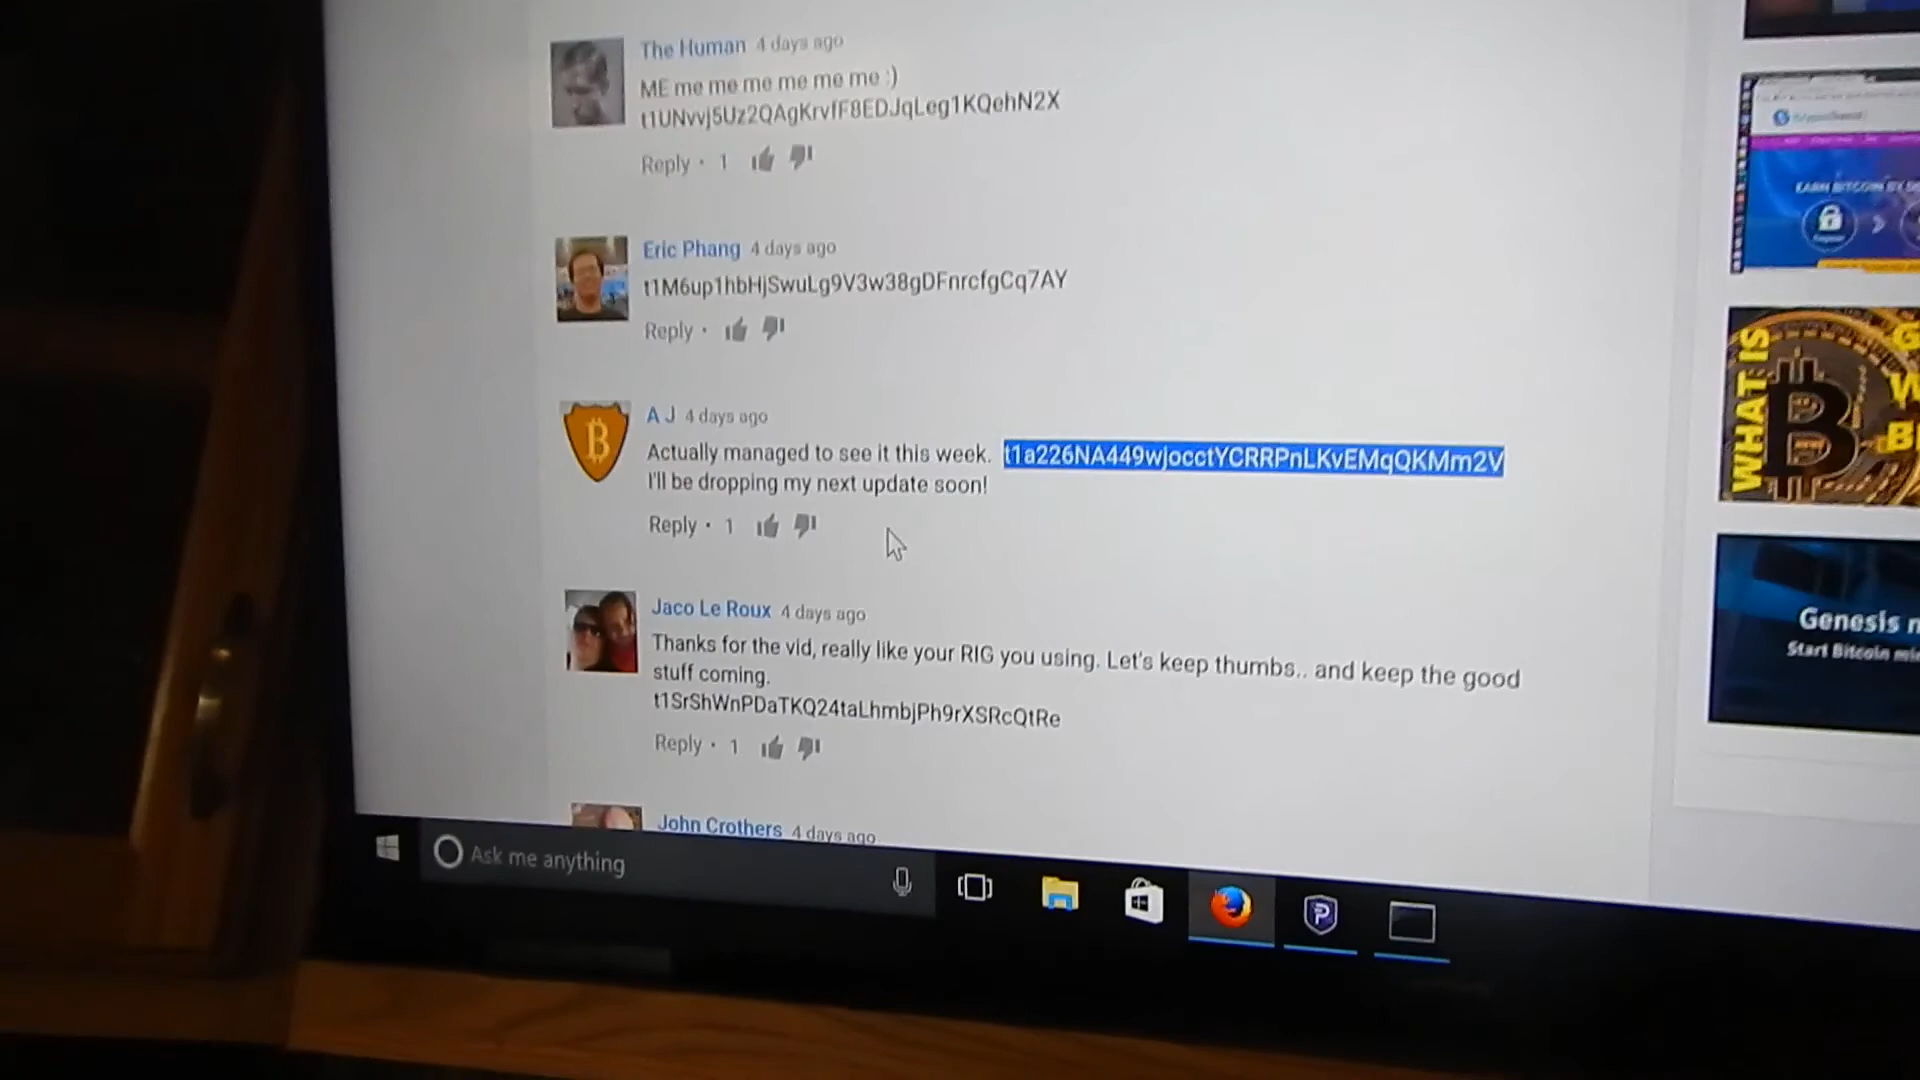 The Human 4 days ago
ME me me me me me :)
t1UNvvj5Uz2QAgKrvfF8EDJqLeg1KQehN2X
Reply · 1
Eric Phang 4 days ago
t1M6up1hbHjSwuLg9V3w38gDFnrcfgCq7AY
Reply ·
A J 4 days ago
Actually managed to see it this week. t1a226NA449wjocctYCRRPnLKvEMqQKMm2V
I'll be dropping my next update soon!
Reply · 1
Jaco Le Roux 4 days ago
Thanks for the vid, really like your RIG you using. Let's keep thumbs.. and keep the good
stuff coming.
t1SrShWnPDaTKQ24taLhmbjPh9rXSRcQtRe
Reply · 1
John Crothers 4 days ago
Ask me anything
EARN BITCOIN BY
WHAT IS
Genesis
Start Bitcoin